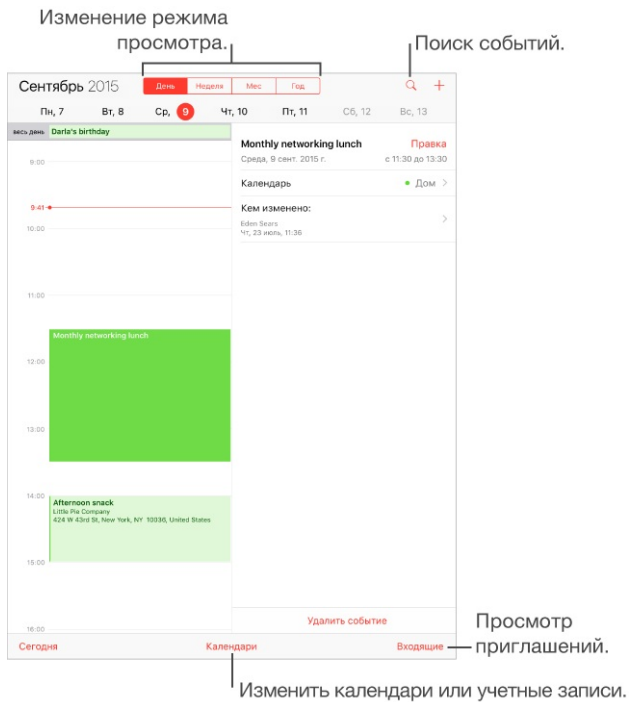 Изменение режима
просмотра.
Поиск событий.
Сентябрь 2015
День Неделя Мес Год
Пн, 7 Вт, 8 Ср, 9 Чт, 10 Пт, 11 Сб, 12 Вс, 13
весь день Darla's birthday
9:00
9:41
10:00
11:00
Monthly networking lunch
12:00
13:00
14:00
Afternoon snack
Little Pie Company
424 W 43rd St, New York, NY 10036, United States
15:00
16:00
Monthly networking lunch Правка
Среда, 9 сент. 2015 г. с 11:30 до 13:30
Календарь Дом
Кем изменено:
Eden Sears
Чт, 23 июль, 11:36
Удалить событие
Сегодня Календари Входящие
Просмотр
приглашений.
Изменить календари или учетные записи.